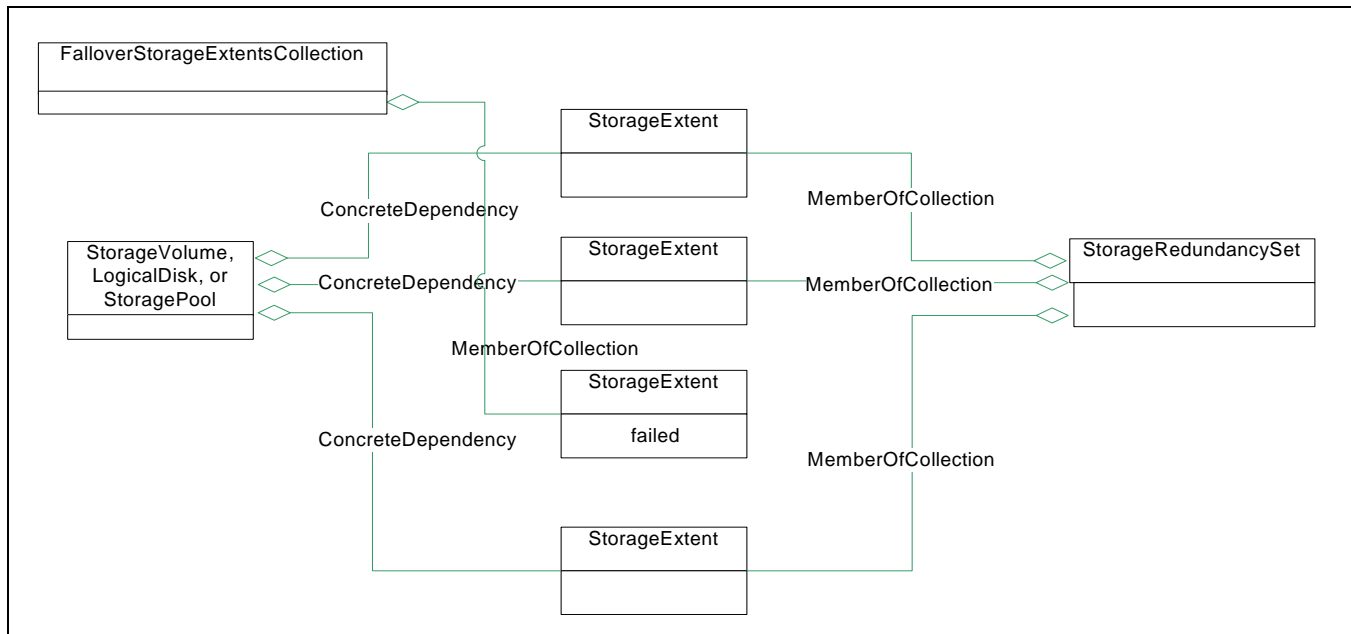 FalloverStorageExtentsCollection
StorageExtent
ConcreteDependency
MemberOfCollection
StorageVolume,
LogicalDisk, or
StoragePool
StorageExtent
StorageRedundancySet
ConcreteDependency
MemberOfCollection
MemberOfCollection
StorageExtent
failed
ConcreteDependency
MemberOfCollection
StorageExtent